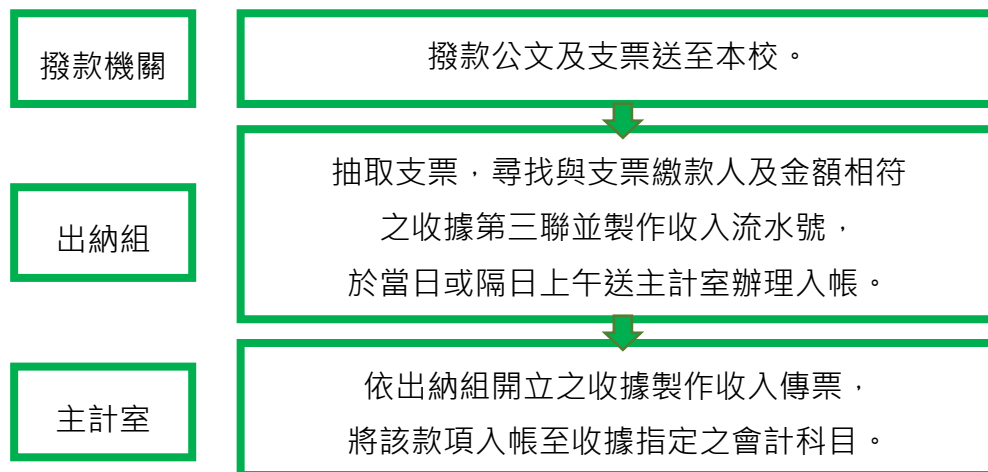 撥款機關
撥款公文及支票送至本校。
出納組
抽取支票，尋找與支票繳款人及金額相符
之收據第三聯並製作收入流水號，
於當日或隔日上午送主計室辦理入帳。
主計室
依出納組開立之收據製作收入傳票，
將該款項入帳至收據指定之會計科目。